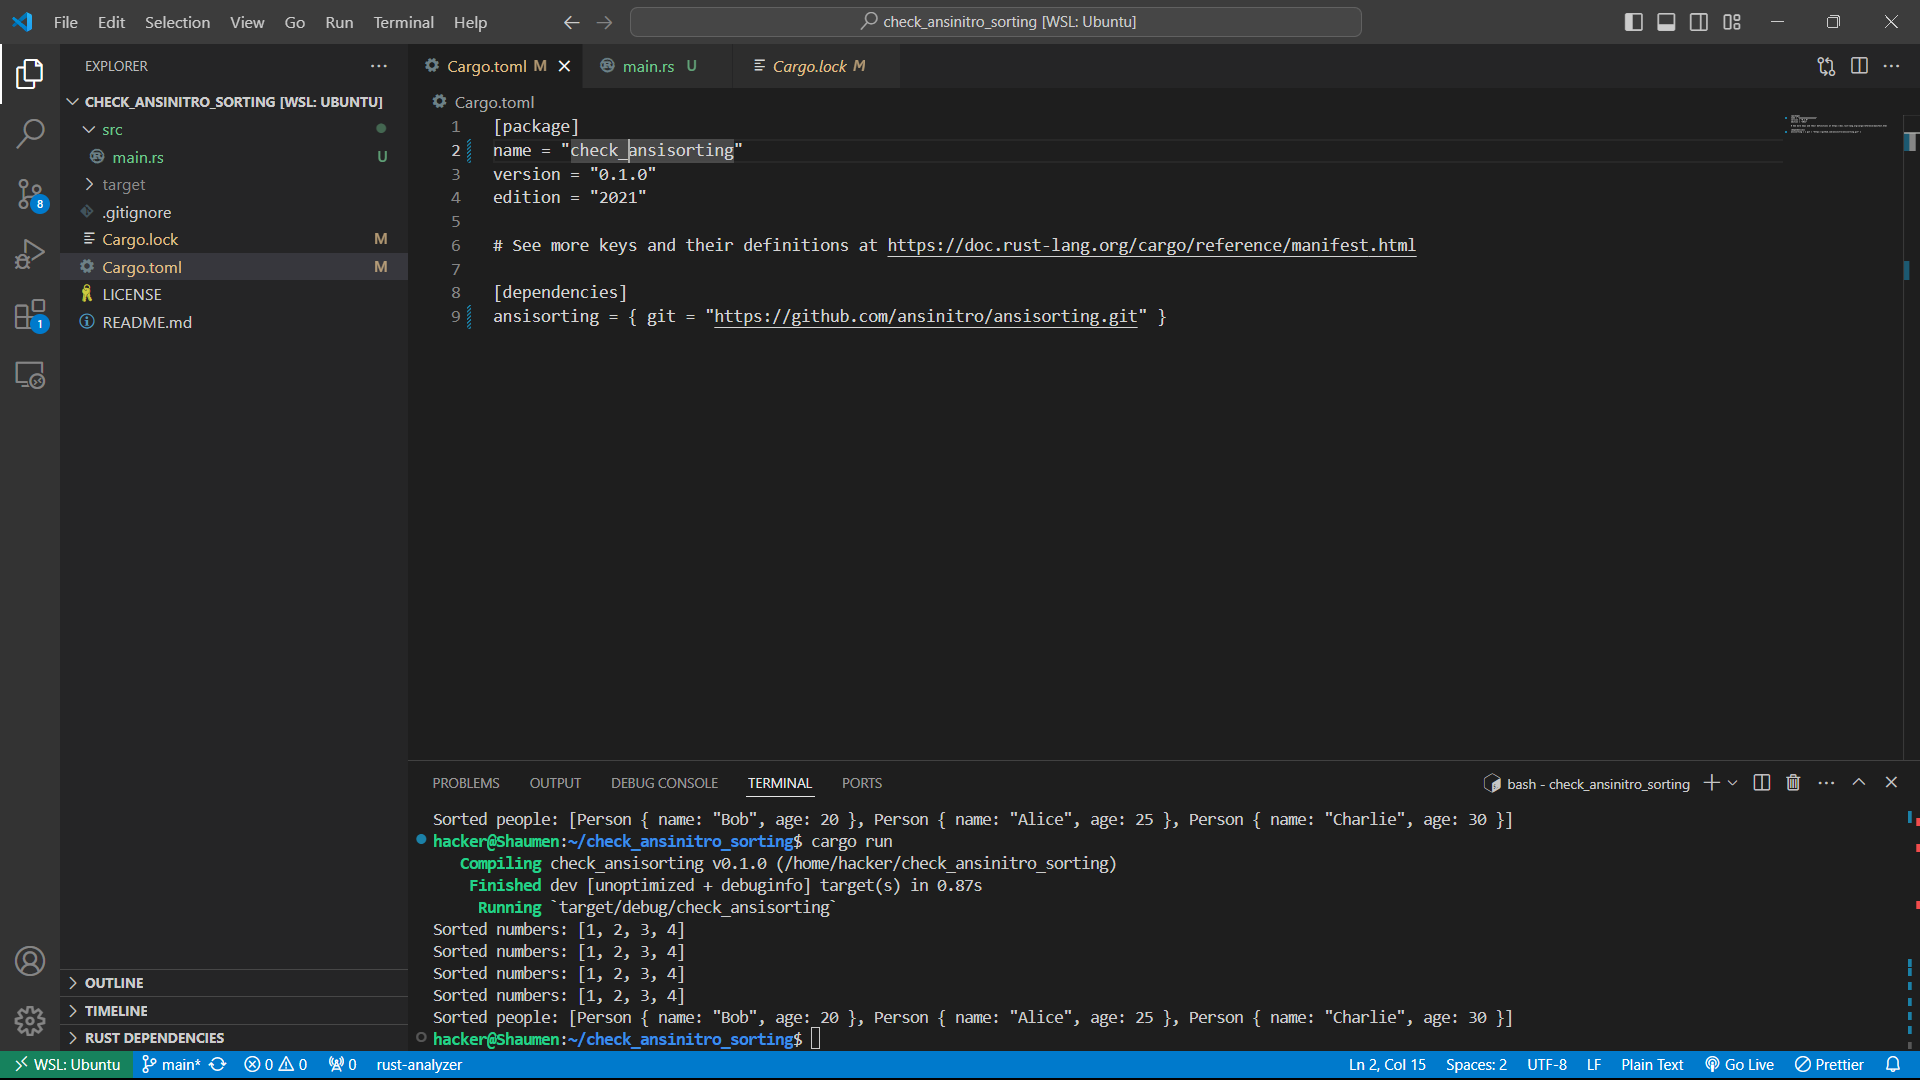 File Edit Selection View Go Run Terminal Help
check_ansinitro_sorting [WSL: Ubuntu]
EXPLORER
CHECK_ANSINITRO_SORTING [WSL: UBUNTU]
src
main.rs U
target
.gitignore
Cargo.lock M
Cargo.toml M
LICENSE
README.md
8
1
OUTLINE
TIMELINE
RUST DEPENDENCIES
Cargo.toml M
main.rs U
Cargo.lock M
Cargo.toml
1 [package]
2 name = "check_ansisorting"
3 version = "0.1.0"
4 edition = "2021"
5
6 # See more keys and their definitions at https://doc.rust-lang.org/cargo/reference/manifest.html
7
8 [dependencies]
9 ansisorting = { git = "https://github.com/ansinitro/ansisorting.git" }
PROBLEMS OUTPUT DEBUG CONSOLE TERMINAL PORTS
bash - check_ansinitro_sorting
Sorted people: [Person { name: "Bob", age: 20 }, Person { name: "Alice", age: 25 }, Person { name: "Charlie", age: 30 }]
hacker@Shaumen:~/check_ansinitro_sorting$ cargo run
Compiling check_ansisorting v0.1.0 (/home/hacker/check_ansinitro_sorting)
Finished dev [unoptimized + debuginfo] target(s) in 0.87s
Running `target/debug/check_ansisorting`
Sorted numbers: [1, 2, 3, 4]
Sorted numbers: [1, 2, 3, 4]
Sorted numbers: [1, 2, 3, 4]
Sorted numbers: [1, 2, 3, 4]
Sorted people: [Person { name: "Bob", age: 20 }, Person { name: "Alice", age: 25 }, Person { name: "Charlie", age: 30 }]
hacker@Shaumen:~/check_ansinitro_sorting$
WSL: Ubuntu main* 0 0 0 rust-analyzer Ln 2, Col 15 Spaces: 2 UTF-8 LF Plain Text Go Live Prettier